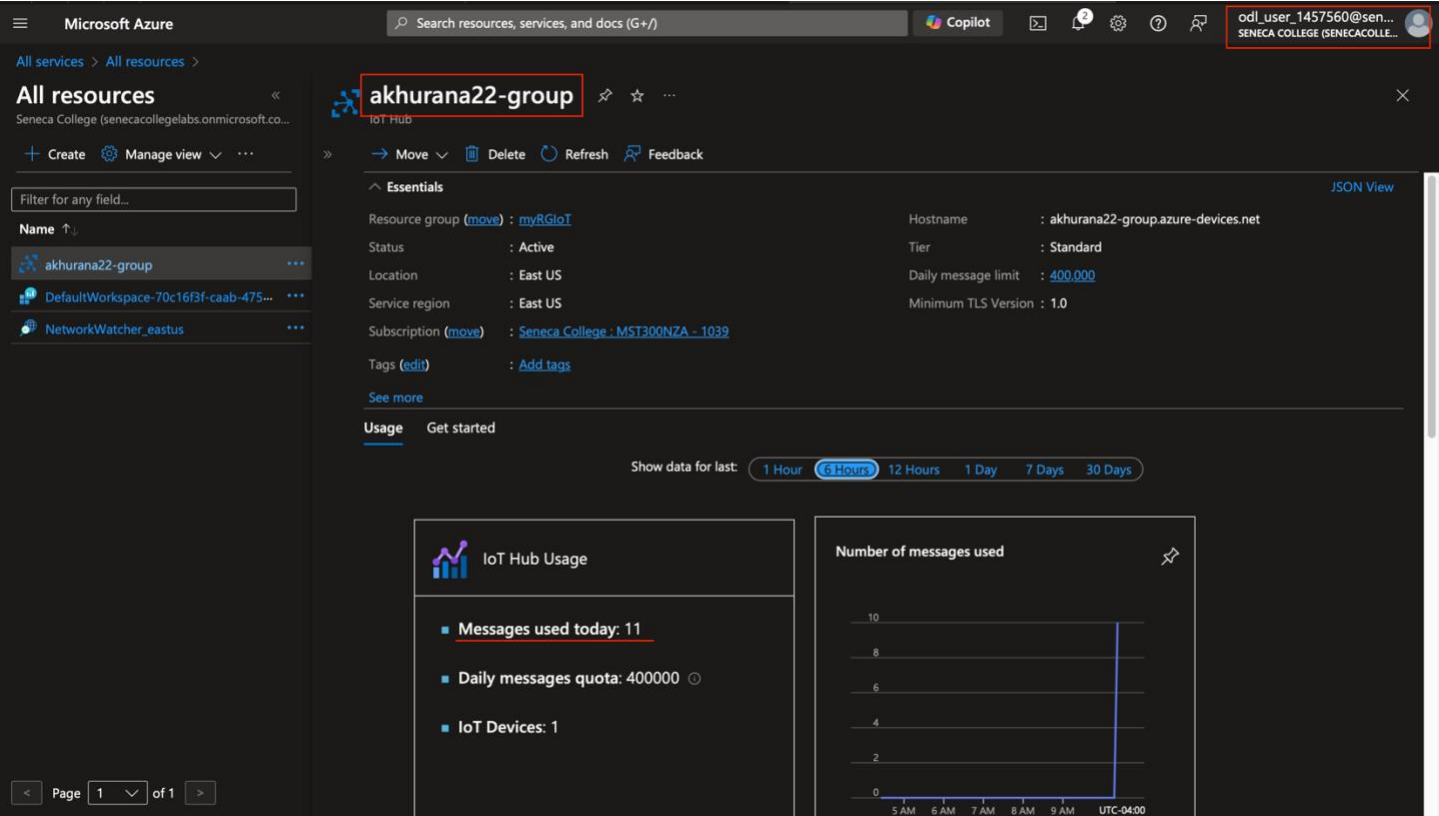 Microsoft Azure
Search resources, services, and docs (G+/)
Copilot
2
odl_user_1457560@sen...
SENECA COLLEGE (SENECACOLLE...
All services > All resources >
All resources
Seneca College (senecacollegelabs.onmicrosoft.co...
Create Manage view ...
Filter for any field...
Name ↑↓
akhurana22-group ...
DefaultWorkspace-70c16f3f-caab-475... ...
NetworkWatcher_eastus ...
< Page 1 of 1 >
akhurana22-group ...
IoT Hub
Move Delete Refresh Feedback
Essentials JSON View
Resource group (move) : myRGIoT
Status : Active
Location : East US
Service region : East US
Subscription (move) : Seneca College : MST300NZA - 1039
Tags (edit) : Add tags
See more
Hostname : akhurana22-group.azure-devices.net
Tier : Standard
Daily message limit : 400,000
Minimum TLS Version : 1.0
Usage Get started
Show data for last: 1 Hour 6 Hours 12 Hours 1 Day 7 Days 30 Days
IoT Hub Usage
Messages used today: 11
Daily messages quota: 400000
IoT Devices: 1
Number of messages used
10
8
6
4
2
0
5 AM 6 AM 7 AM 8 AM 9 AM UTC-04:00